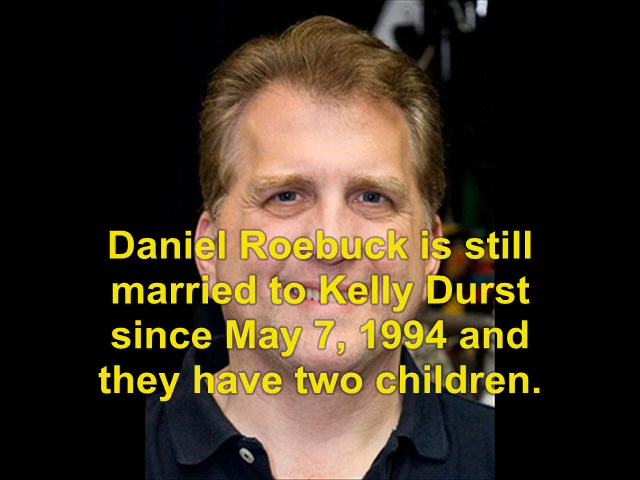 Daniel Roebuck is still
married to Kelly Durst
since May 7, 1994 and
they have two children.